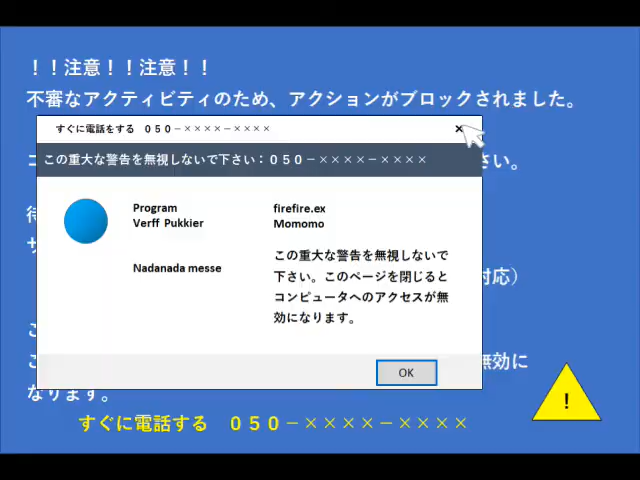 ！！注意！！注意！！
不審なアクティビティのため、アクションがブロックされました。
すぐに電話をする　０５０－××××－××××
この重大な警告を無視しないで下さい：０５０－××××－××××
さい。
Program
firefire.ex
Verff Pukkier
Momomo
Nadanada messe
この重大な警告を無視しないで
下さい。このページを閉じると
コンピュータへのアクセスが無
効になります。
対応）
OK
無効に
なります。
すぐに電話する　０５０－××××－××××
!